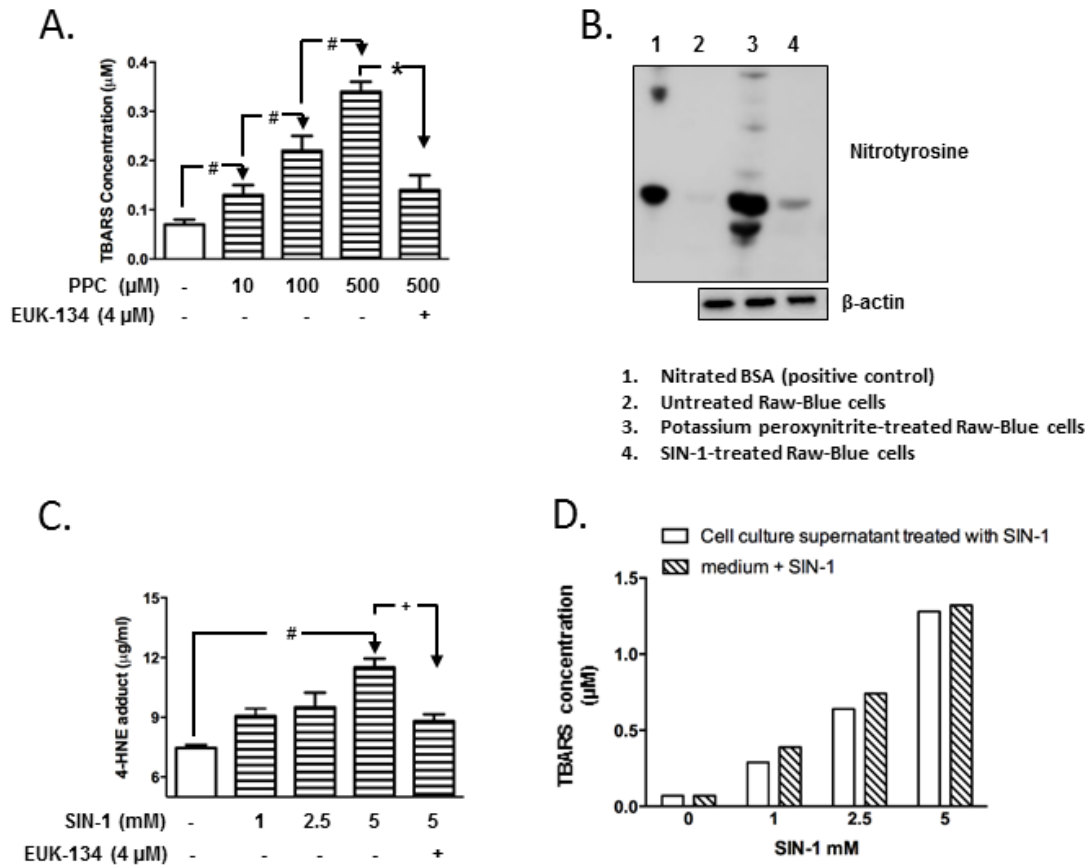 A.
TBARS Concentration (µM)
0.4
0.3
0.2
0.1
0.0
#
#
#
*
PPC (µM) - 10 100 500 500
EUK-134 (4 µM) - - - - +
B.
1 2 3 4
Nitrotyrosine
β-actin
1. Nitrated BSA (positive control)
2. Untreated Raw-Blue cells
3. Potassium peroxynitrite-treated Raw-Blue cells
4. SIN-1-treated Raw-Blue cells
C.
4-HNE adduct (µg/ml)
15
12
9
6
#
+
SIN-1 (mM) - 1 2.5 5 5
EUK-134 (4 µM) - - - - +
D.
Cell culture supernatant treated with SIN-1
medium + SIN-1
TBARS concentration
(µM)
1.5
1.0
0.5
0.0
0 1 2.5 5
SIN-1 mM